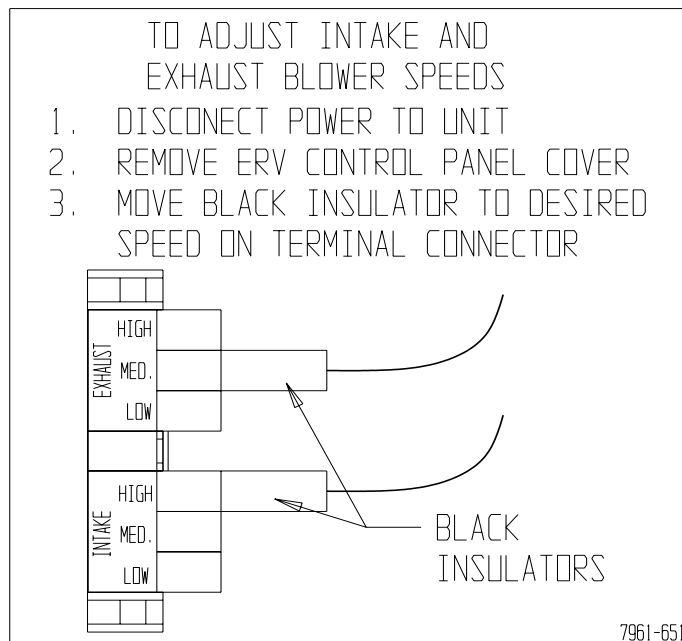 TO ADJUST INTAKE AND
EXHAUST BLOWER SPEEDS
1. DISCONECT POWER TO UNIT
2. REMOVE ERV CONTROL PANEL COVER
3. MOVE BLACK INSULATOR TO DESIRED
SPEED ON TERMINAL CONNECTOR
EXHAUST
HIGH
MED.
LOW
INTAKE
HIGH
MED.
LOW
BLACK
INSULATORS
7961-651